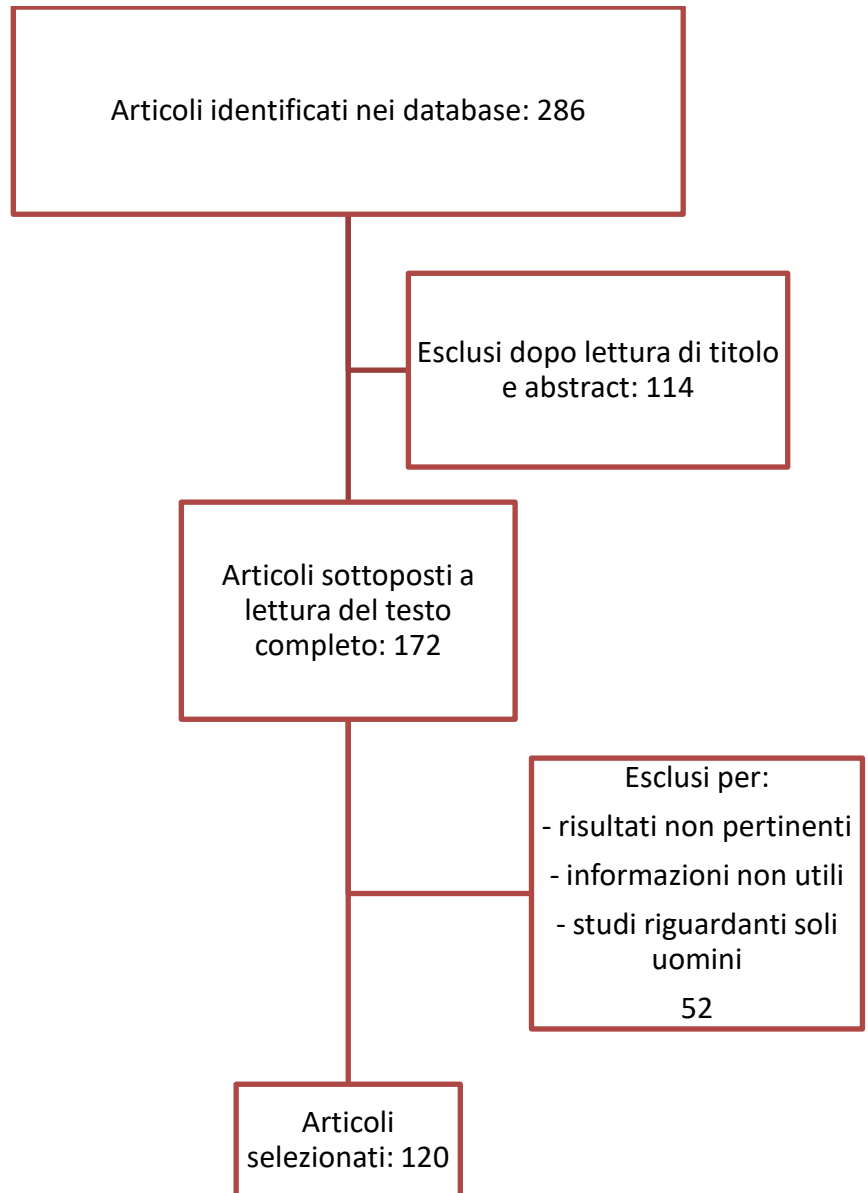 Articoli identificati nei database: 286
Esclusi dopo lettura di titolo
e abstract: 114
Articoli sottoposti a
lettura del testo
completo: 172
Esclusi per:
- risultati non pertinenti
- informazioni non utili
- studi riguardanti soli
uomini
52
Articoli
selezionati: 120